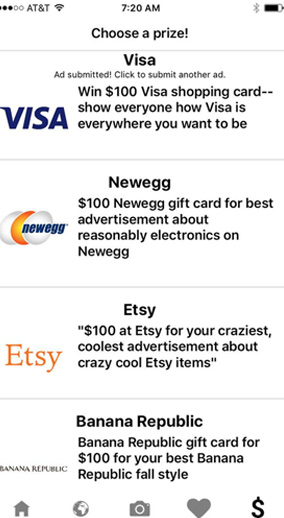 AT&T 7:20 AM
Choose a prize!
Visa
Ad submitted! Click to submit another ad.
VISA
Win $100 Visa shopping card--
show everyone how Visa is
everywhere you want to be
Newegg
newegg
$100 Newegg gift card for best
advertisement about
reasonably electronics on
Newegg
Etsy
Etsy
"$100 at Etsy for your craziest,
coolest advertisement about
crazy cool Etsy items"
Banana Republic
BANANA REPUBLIC
Banana Republic gift card for
$100 for your best Banana
Republic fall style
$